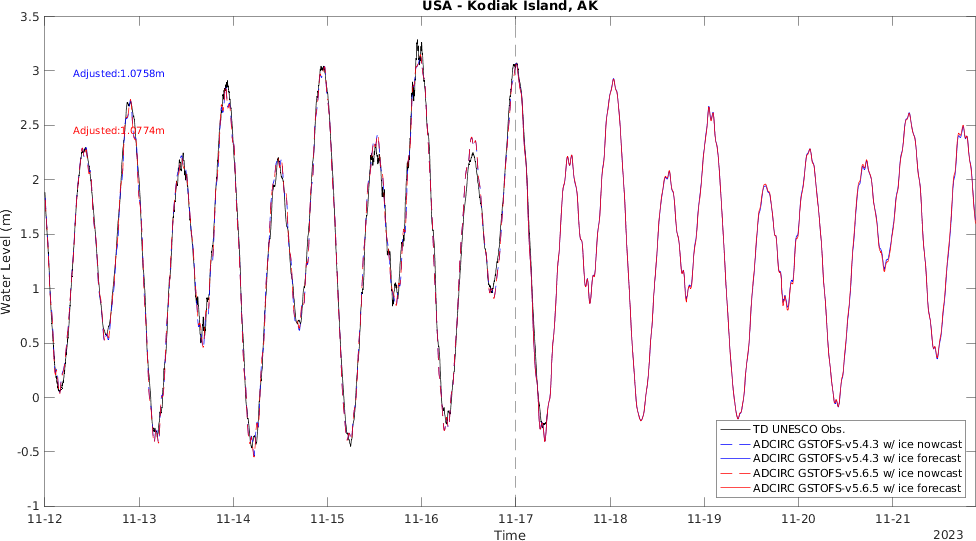 USA - Kodiak Island, AK
3.5
3
2.5
2
1.5
1
0.5
0
-0.5
-1
Water Level (m)
Adjusted:1.0758m
Adjusted:1.0774m
TD UNESCO Obs.
ADCIRC GSTOFS-v5.4.3 w/ ice nowcast
ADCIRC GSTOFS-v5.4.3 w/ ice forecast
ADCIRC GSTOFS-v5.6.5 w/ ice nowcast
ADCIRC GSTOFS-v5.6.5 w/ ice forecast
11-12 11-13 11-14 11-15 11-16 11-17 11-18 11-19 11-20 11-21
Time
2023